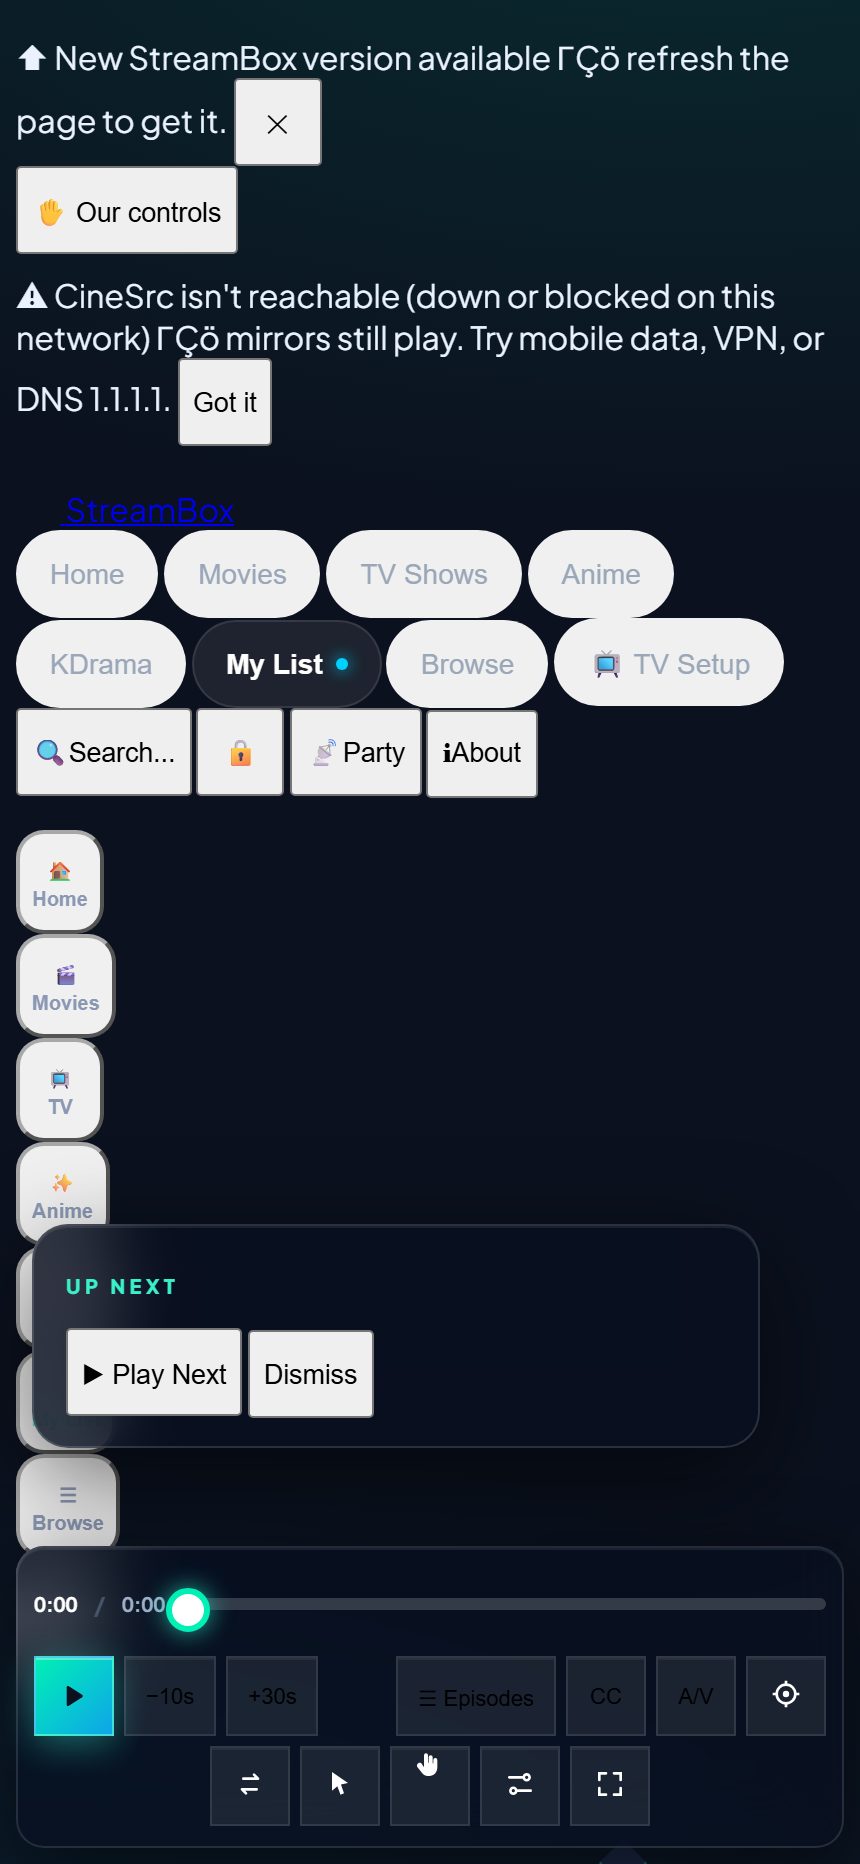 New StreamBox version available ΓÇö refresh the
page to get it. ×
Our controls
CineSrc isn't reachable (down or blocked on this
network) ΓÇö mirrors still play. Try mobile data, VPN, or
DNS 1.1.1.1. Got it
StreamBox
Home Movies TV Shows Anime
KDrama My List Browse TV Setup
Search... Party ℹAbout
Home
Movies
TV
Anime
UP NEXT
▶ Play Next Dismiss
☰
Browse
0:00 / 0:00
−10s +30s ☰ Episodes CC A/V